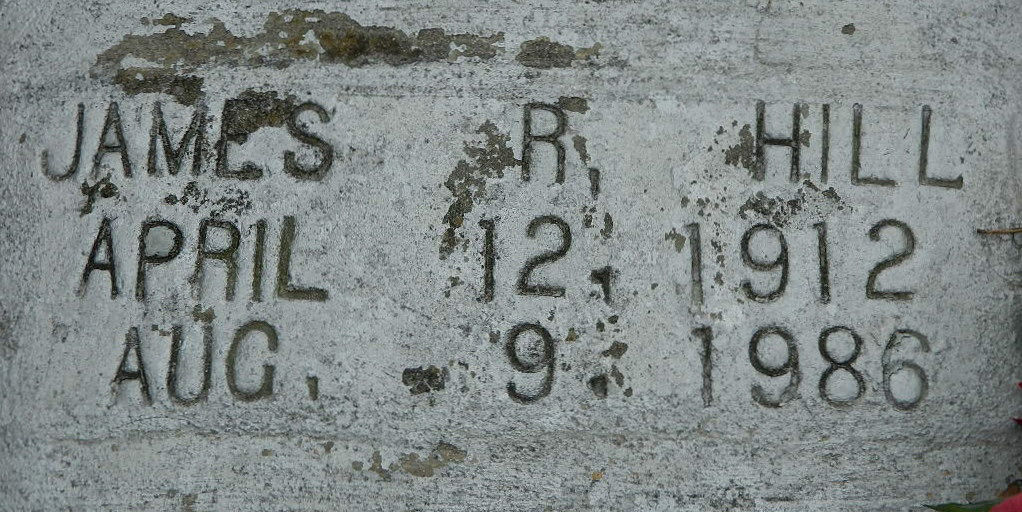 JAMES R, HILL
APRIL 12, 1912
AUG, 9, 1986